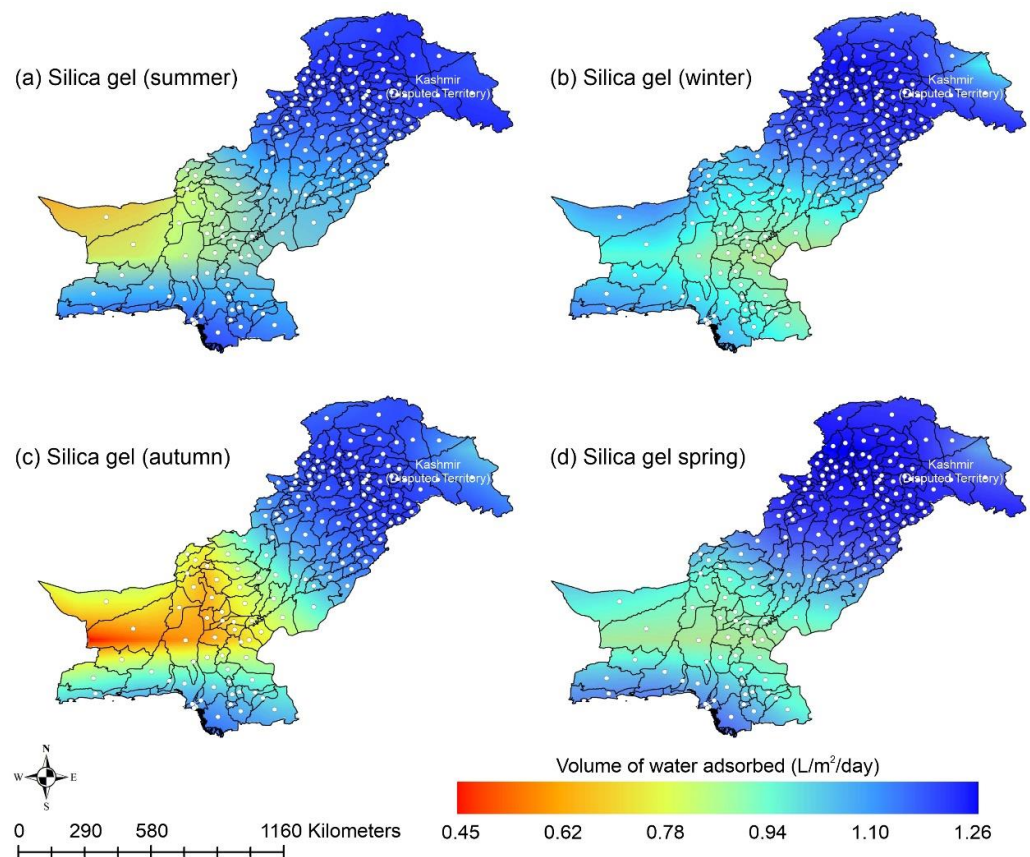 (a) Silica gel (summer)
Kashmir
(Disputed Territory)
(b) Silica gel (winter)
Kashmir
(Disputed Territory)
(c) Silica gel (autumn)
Kashmir
(Disputed Territory)
(d) Silica gel spring)
Kashmir
(Disputed Territory)
N
W E
S
0 290 580 1160 Kilometers
Volume of water adsorbed (L/m²/day)
0.45 0.62 0.78 0.94 1.10 1.26